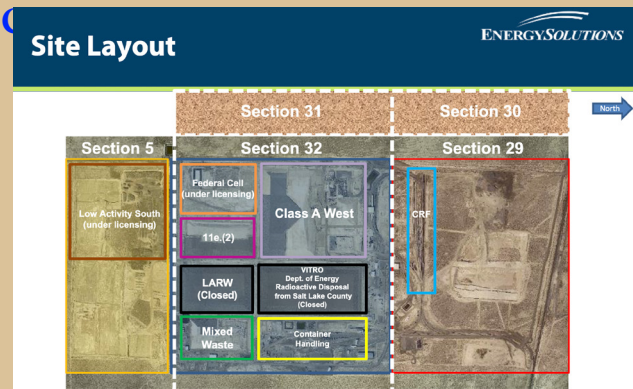 Site Layout
ENERGYSOLUTIONS
Section 31
Section 30
North
Section 5
Section 32
Section 29
Low Activity South
(under licensing)
Federal Cell
(under licensing)
Class A West
CRF
11e.(2)
LARW
(Closed)
VITRO
Dept. of Energy
Radioactive Disposal
from Salt Lake County
(Closed)
Mixed
Waste
Container
Handling